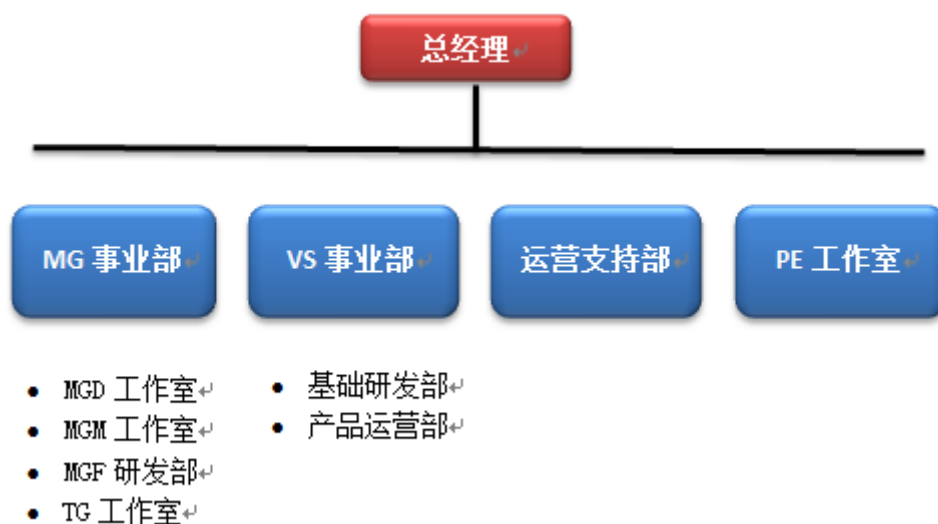 总经理
MG 事业部
VS 事业部
运营支持部
PE 工作室
MGD 工作室
MGM 工作室
MGF 研发部
TG 工作室
基础研发部
产品运营部